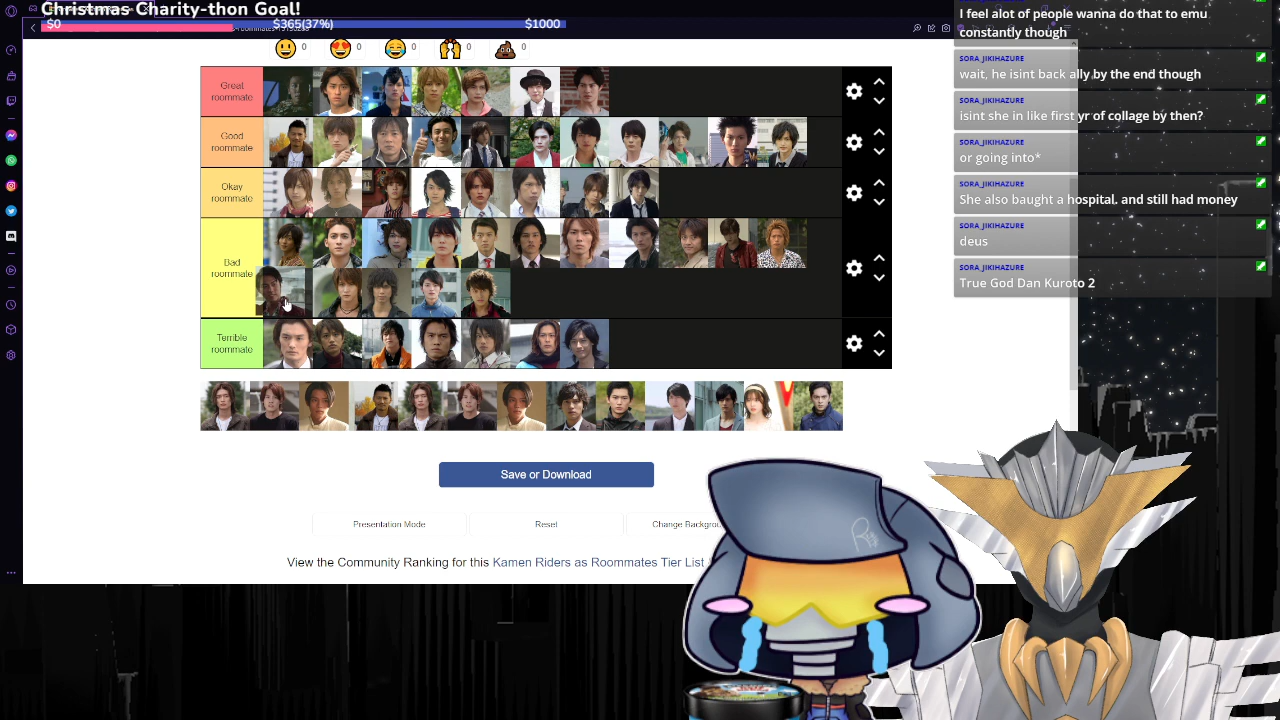 Christmas Charity-thon Goal!
$0 $365(37%) $1000
0 0 0 0 0
Great
roommate
Good
roommate
Okay
roommate
Bad
roommate
Terrible
roommate
Save or Download
Presentation Mode Reset Change Backgrou
View the Community Ranking for this Kamen Riders as Roommates Tier List
I feel alot of people wanna do that to emu
constantly though
SORA_JIKIHAZURE
wait, he isint back ally by the end though
SORA_JIKIHAZURE
isint she in like first yr of collage by then?
SORA_JIKIHAZURE
or going into*
SORA_JIKIHAZURE
She also baught a hospital. and still had money
SORA_JIKIHAZURE
deus
SORA_JIKIHAZURE
True God Dan Kuroto 2